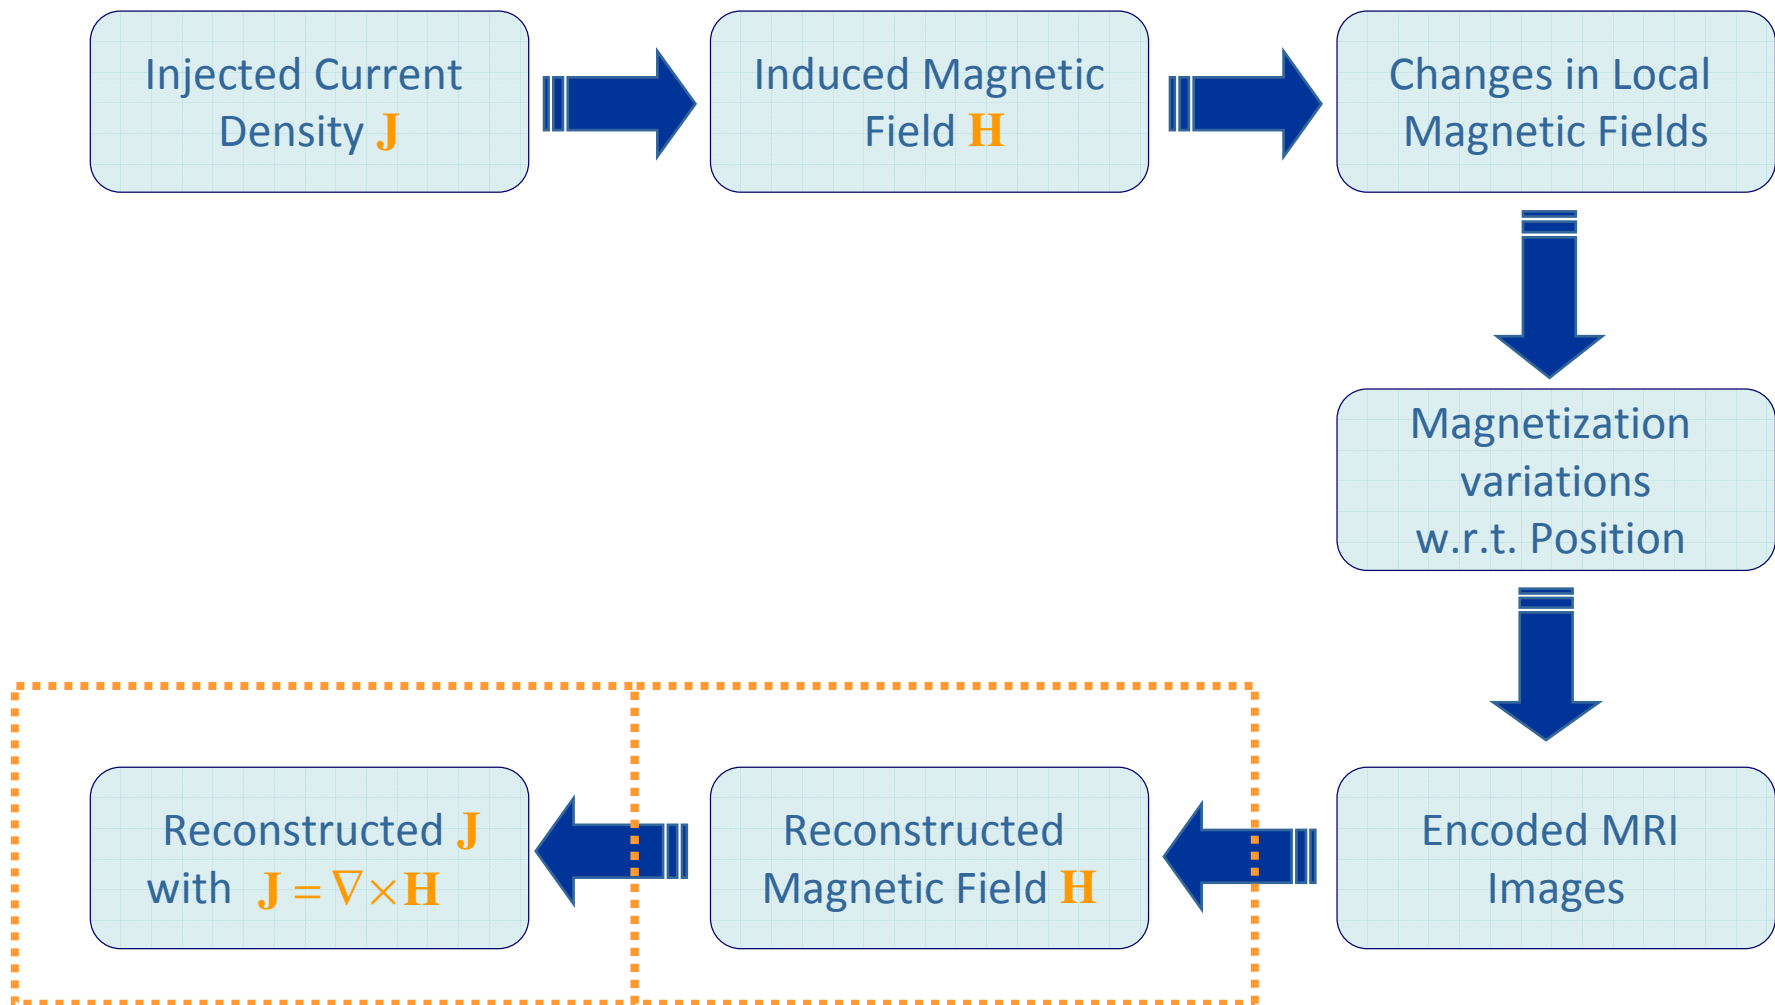 Injected Current
Density J
Induced Magnetic
Field H
Changes in Local
Magnetic Fields
Magnetization
variations
w.r.t. Position
Encoded MRI
Images
Reconstructed
Magnetic Field H
Reconstructed J
with J = ∇×H